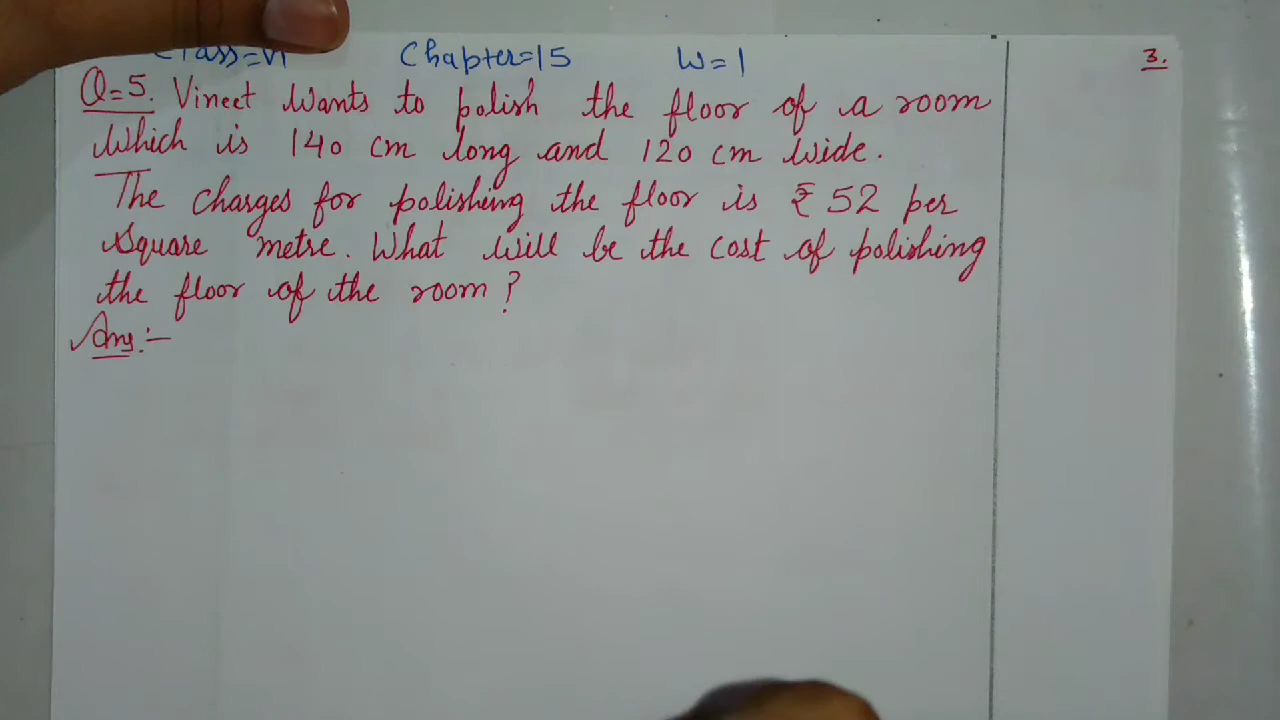 Class=VI Chapter=15 W=1 3.
Q=5. Vineet wants to polish the floor of a room
which is 140 cm long and 120 cm wide.
The charges for polishing the floor is ₹ 52 per
square metre. What will be the cost of polishing
the floor of the room?
Ans:-